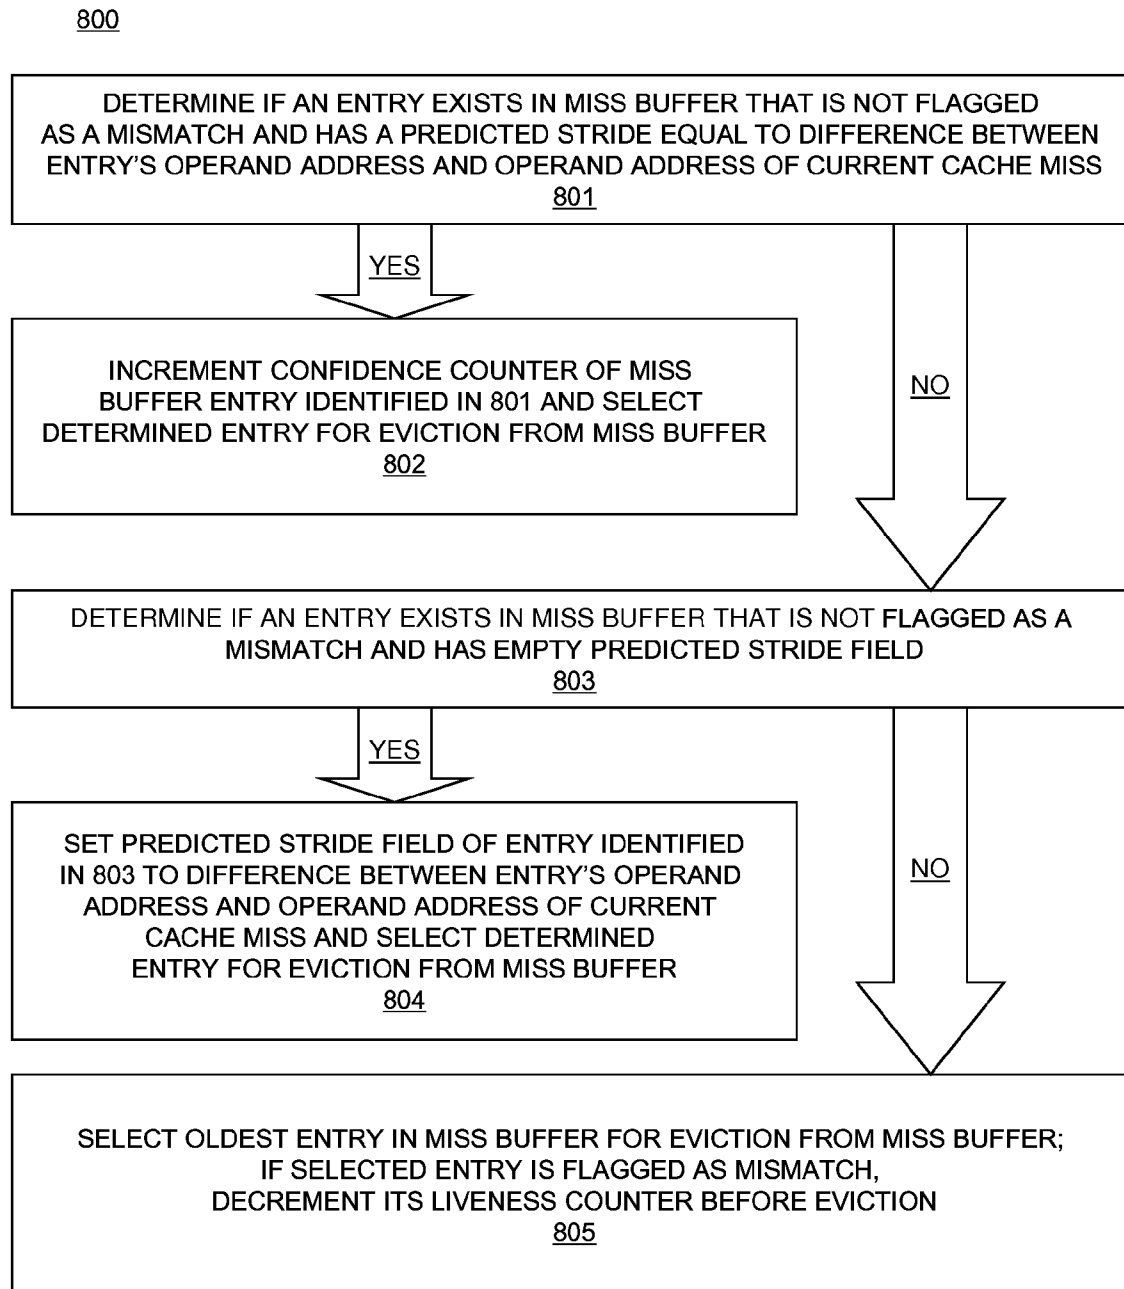 800
DETERMINE IF AN ENTRY EXISTS IN MISS BUFFER THAT IS NOT FLAGGED
AS A MISMATCH AND HAS A PREDICTED STRIDE EQUAL TO DIFFERENCE BETWEEN
ENTRY'S OPERAND ADDRESS AND OPERAND ADDRESS OF CURRENT CACHE MISS
801
YES
NO
INCREMENT CONFIDENCE COUNTER OF MISS
BUFFER ENTRY IDENTIFIED IN 801 AND SELECT
DETERMINED ENTRY FOR EVICTION FROM MISS BUFFER
802
DETERMINE IF AN ENTRY EXISTS IN MISS BUFFER THAT IS NOT FLAGGED AS A
MISMATCH AND HAS EMPTY PREDICTED STRIDE FIELD
803
YES
NO
SET PREDICTED STRIDE FIELD OF ENTRY IDENTIFIED
IN 803 TO DIFFERENCE BETWEEN ENTRY'S OPERAND
ADDRESS AND OPERAND ADDRESS OF CURRENT
CACHE MISS AND SELECT DETERMINED
ENTRY FOR EVICTION FROM MISS BUFFER
804
SELECT OLDEST ENTRY IN MISS BUFFER FOR EVICTION FROM MISS BUFFER;
IF SELECTED ENTRY IS FLAGGED AS MISMATCH,
DECREMENT ITS LIVENESS COUNTER BEFORE EVICTION
805